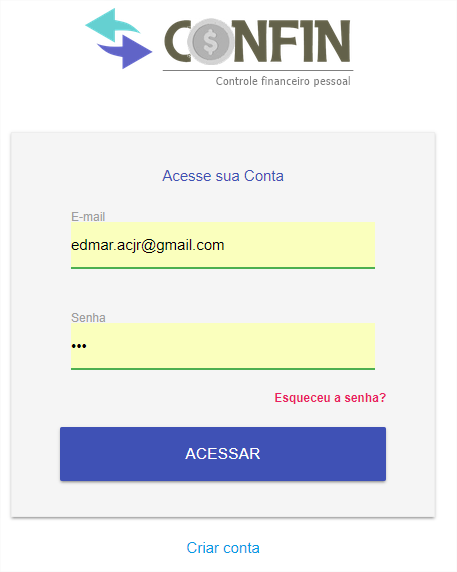 CONFIN
Controle financeiro pessoal
Acesse sua Conta
E-mail
edmar.acjr@gmail.com
Senha
•••
Esqueceu a senha?
ACESSAR
Criar conta